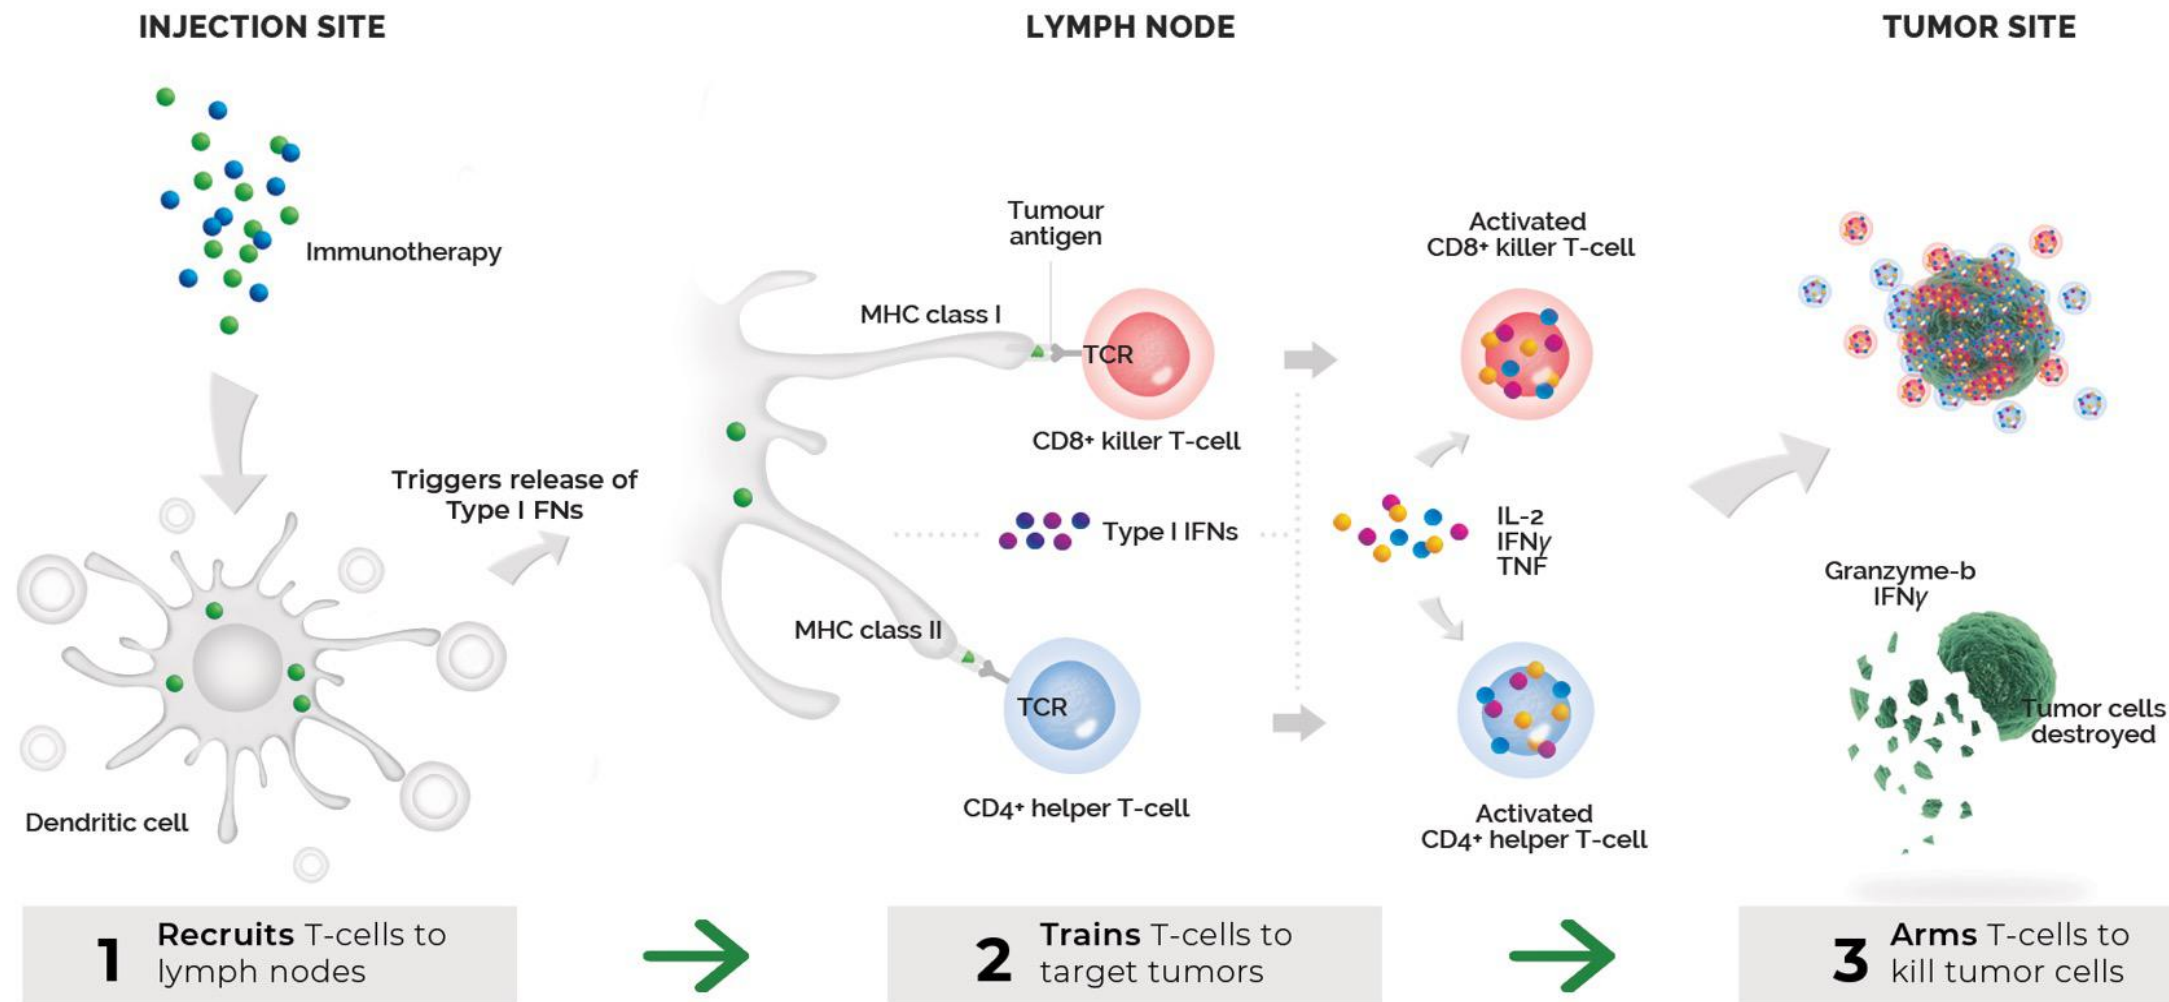 INJECTION SITE
LYMPH NODE
TUMOR SITE
Immunotherapy
Triggers release of
Type I FNs
Dendritic cell
Tumour
antigen
MHC class I
TCR
CD8+ killer T-cell
Type I IFNs
MHC class II
TCR
CD4+ helper T-cell
Activated
CD8+ killer T-cell
IL-2
IFNγ
TNF
Activated
CD4+ helper T-cell
Granzyme-b
IFNγ
Tumor cells
destroyed
1 Recruits T-cells to
lymph nodes
2 Trains T-cells to
target tumors
3 Arms T-cells to
kill tumor cells